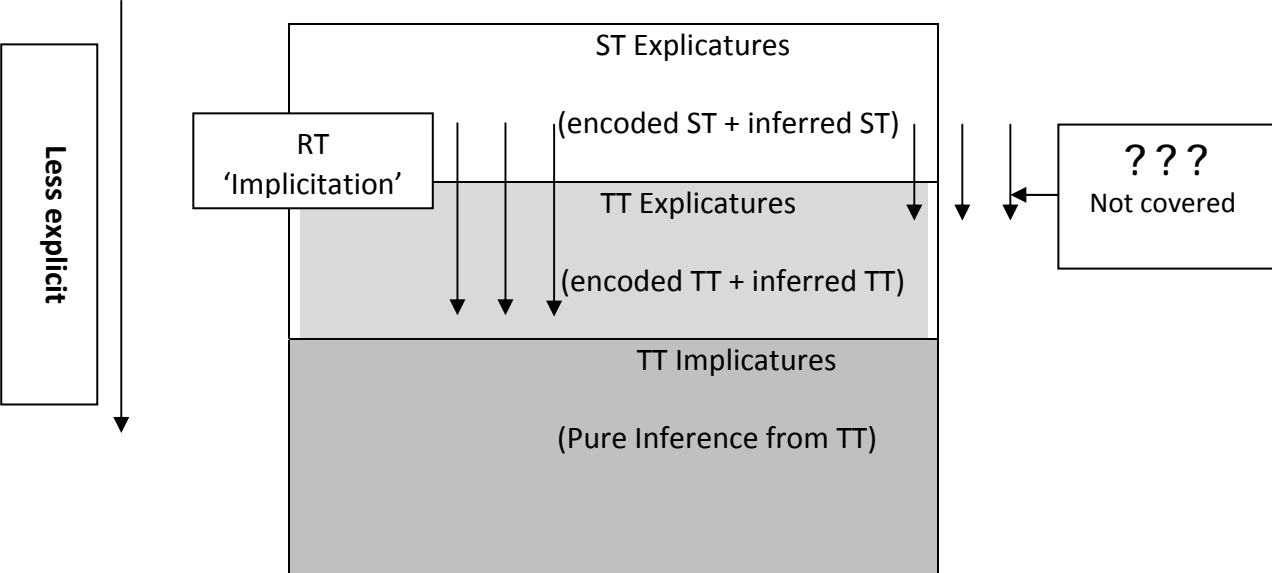 ST Explicatures
(encoded ST + inferred ST)
RT
‘Implicitation’
? ? ?
Not covered
Less explicit
TT Explicatures
(encoded TT + inferred TT)
TT Implicatures
(Pure Inference from TT)